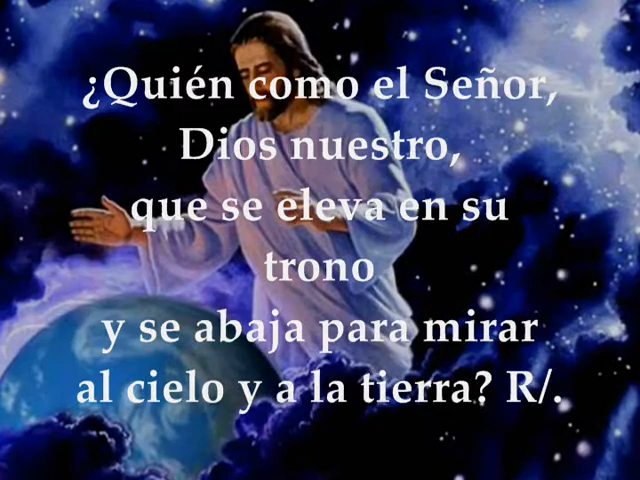 ¿Quién como el Señor,
Dios nuestro,
que se eleva en su
trono
y se abaja para mirar
al cielo y a la tierra? R/.